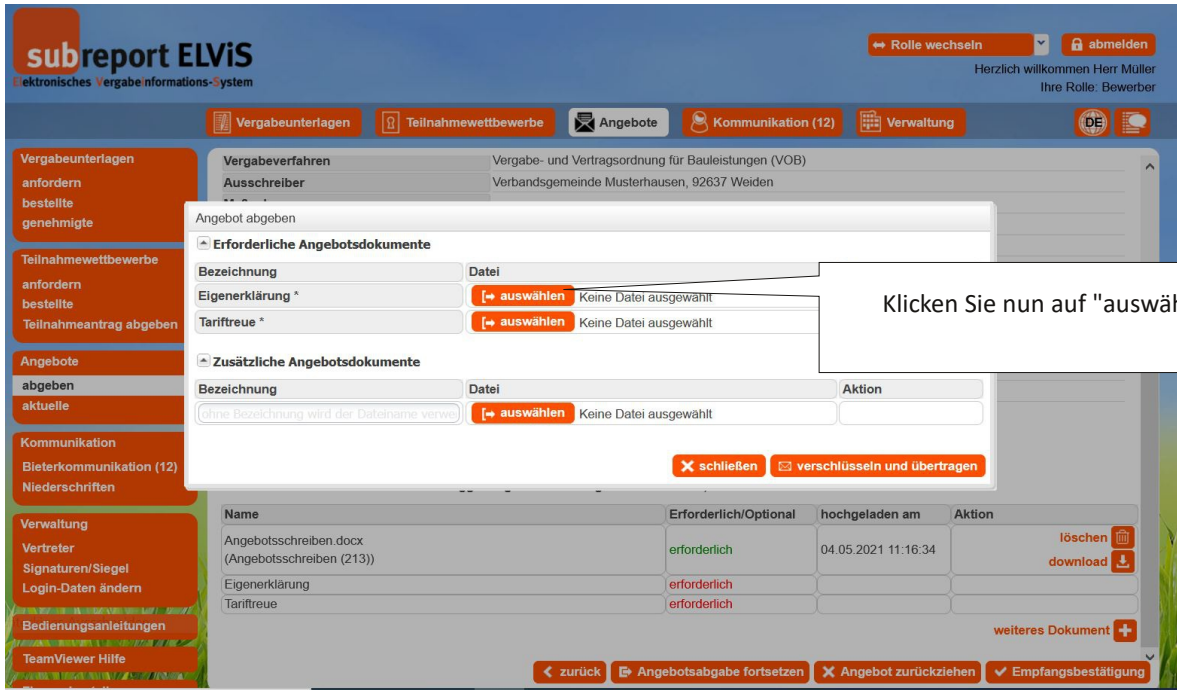 subreport ELViS
Elektronisches VergabeInformations-System
Rolle wechseln
abmelden
Herzlich willkommen Herr Müller
Ihre Rolle: Bewerber
Vergabeunterlagen
Teilnahmewettbewerbe
Angebote
Kommunikation (12)
Verwaltung
DE
Vergabeunterlagen
anfordern
bestellte
genehmigte
Teilnahmewettbewerbe
anfordern
bestellte
Teilnahmeantrag abgeben
Angebote
abgeben
aktuelle
Kommunikation
Bieterkommunikation (12)
Niederschriften
Verwaltung
Vertreter
Signaturen/Siegel
Login-Daten ändern
Bedienungsanleitungen
TeamViewer Hilfe
Vergabeverfahren Vergabe- und Vertragsordnung für Bauleistungen (VOB)
Ausschreiber Verbandsgemeinde Musterhausen, 92637 Weiden
Angebot abgeben
Erforderliche Angebotsdokumente
Bezeichnung Datei
Eigenerklärung * auswählen Keine Datei ausgewählt
Tariftreue * auswählen Keine Datei ausgewählt
Klicken Sie nun auf "auswäh
Zusätzliche Angebotsdokumente
Bezeichnung Datei Aktion
ohne Bezeichnung wird der Dateiname verwe auswählen Keine Datei ausgewählt
schließen verschlüsseln und übertragen
Name Erforderlich/Optional hochgeladen am Aktion
Angebotsschreiben.docx
(Angebotsschreiben (213)) erforderlich 04.05.2021 11:16:34 löschen
download
Eigenerklärung erforderlich
Tariftreue erforderlich
weiteres Dokument
zurück Angebotsabgabe fortsetzen Angebot zurückziehen Empfangsbestätigung